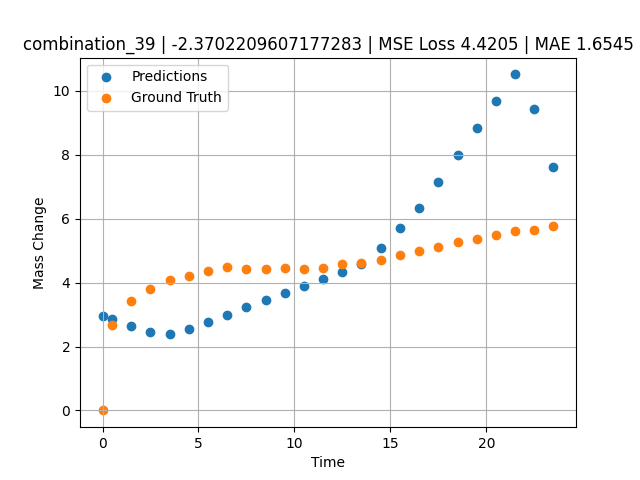 combination_39 | -2.3702209607177283 | MSE Loss 4.4205 | MAE 1.6545
Predictions
Ground Truth
10
8
6
4
2
0
Mass Change
0 5 10 15 20
Time